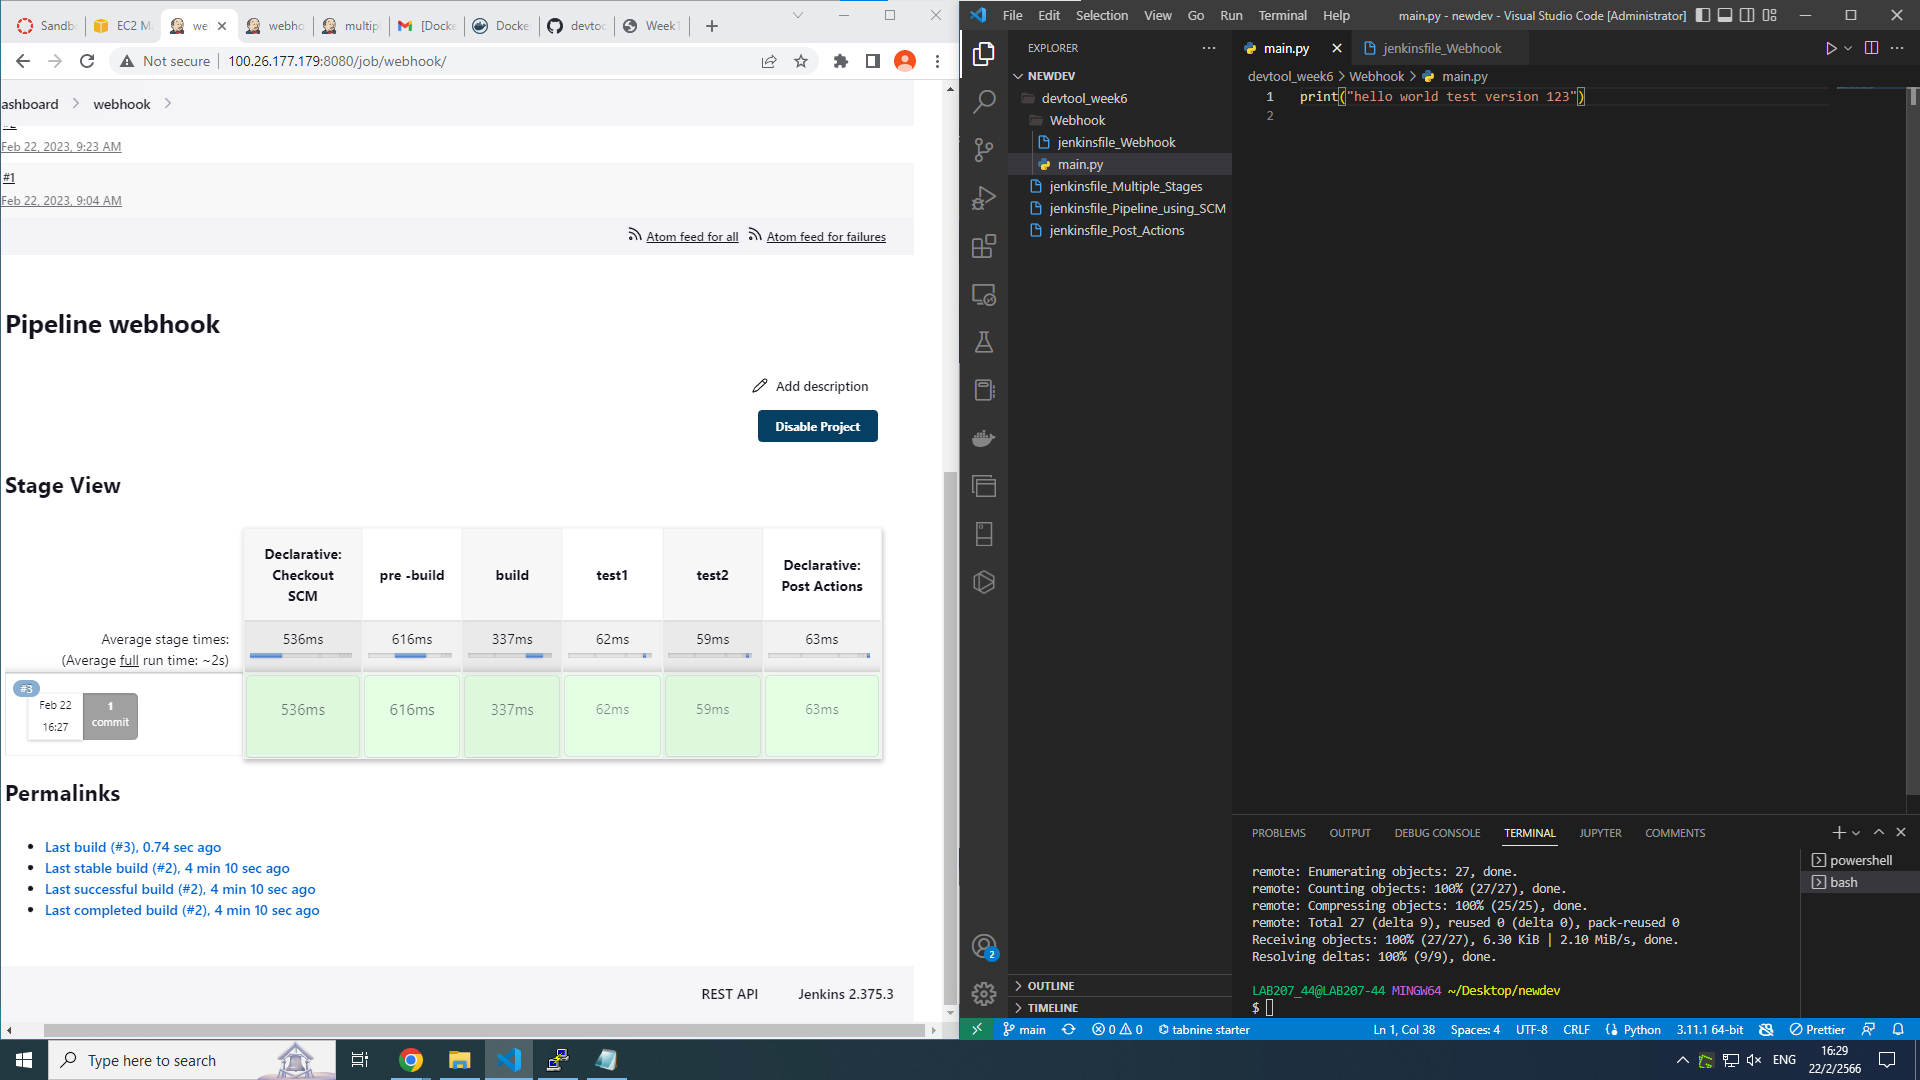 Sandb
EC2 M
we
webho
multip
[Docke
Docke
devtoo
Week1
Not secure
100.26.177.179:8080/job/webhook/
ashboard
webhook
#2
Feb 22, 2023, 9:23 AM
#1
Feb 22, 2023, 9:04 AM
Atom feed for all
Atom feed for failures
Pipeline webhook
Add description
Disable Project
Stage View
Declarative: Checkout SCM
pre -build
build
test1
test2
Declarative: Post Actions
Average stage times:
(Average full run time: ~2s)
536ms
616ms
337ms
62ms
59ms
63ms
#3
Feb 22
16:27
1
commit
536ms
616ms
337ms
62ms
59ms
63ms
Permalinks
Last build (#3), 0.74 sec ago
Last stable build (#2), 4 min 10 sec ago
Last successful build (#2), 4 min 10 sec ago
Last completed build (#2), 4 min 10 sec ago
REST API
Jenkins 2.375.3
File Edit Selection View Go Run Terminal Help
main.py - newdev - Visual Studio Code [Administrator]
EXPLORER
NEWDEV
devtool_week6
Webhook
jenkinsfile_Webhook
main.py
jenkinsfile_Multiple_Stages
jenkinsfile_Pipeline_using_SCM
jenkinsfile_Post_Actions
OUTLINE
TIMELINE
2
main.py
jenkinsfile_Webhook
devtool_week6 > Webhook > main.py
1 print("hello world test version 123")
2
PROBLEMS OUTPUT DEBUG CONSOLE TERMINAL JUPYTER COMMENTS
powershell
bash
remote: Enumerating objects: 27, done.
remote: Counting objects: 100% (27/27), done.
remote: Compressing objects: 100% (25/25), done.
remote: Total 27 (delta 9), reused 0 (delta 0), pack-reused 0
Receiving objects: 100% (27/27), 6.30 KiB | 2.10 MiB/s, done.
Resolving deltas: 100% (9/9), done.
LAB207_44@LAB207-44 MINGW64 ~/Desktop/newdev
$
main
0
0
tabnine starter
Ln 1, Col 38
Spaces: 4
UTF-8
CRLF
Python
3.11.1 64-bit
Prettier
Type here to search
ENG
16:29
22/2/2566